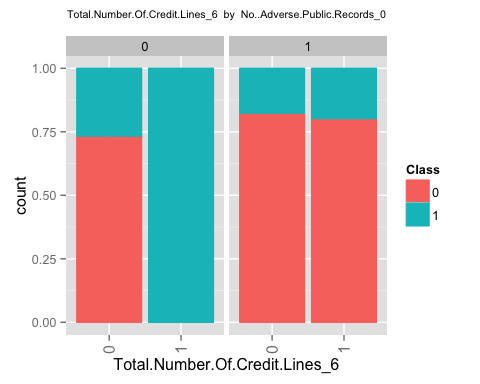 Total.Number.Of.Credit.Lines_6 by No..Adverse.Public.Records_0
0 1
1.00
0.75
0.50
0.25
0.00
count
0 1 0 1
Total.Number.Of.Credit.Lines_6
Class
0
1